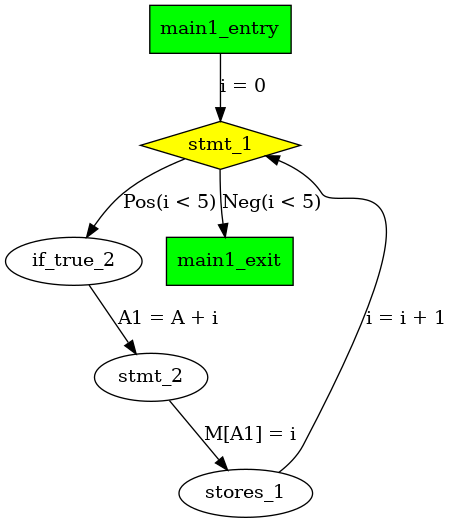 main1_entry
i = 0
stmt_1
Pos(i < 5)
Neg(i < 5)
if_true_2
main1_exit
A1 = A + i
i = i + 1
stmt_2
M[A1] = i
stores_1